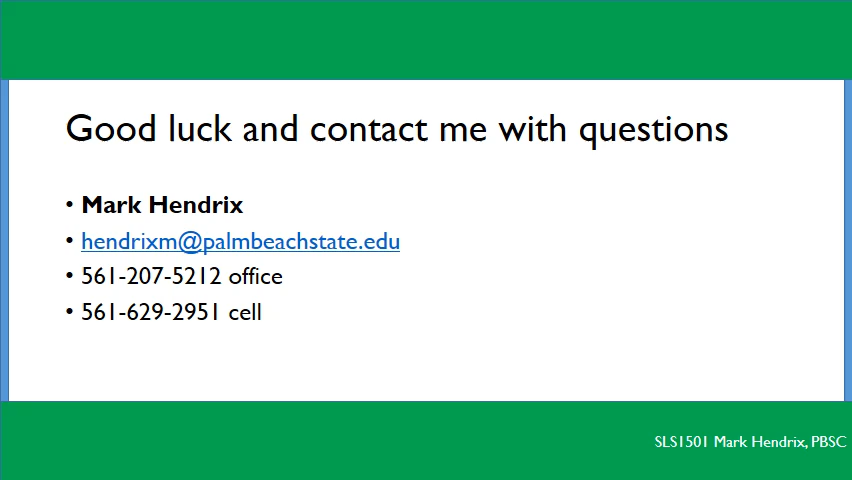 Good luck and contact me with questions
• Mark Hendrix
• hendrixm@palmbeachstate.edu
• 561-207-5212 office
• 561-629-2951 cell
SLS1501 Mark Hendrix, PBSC